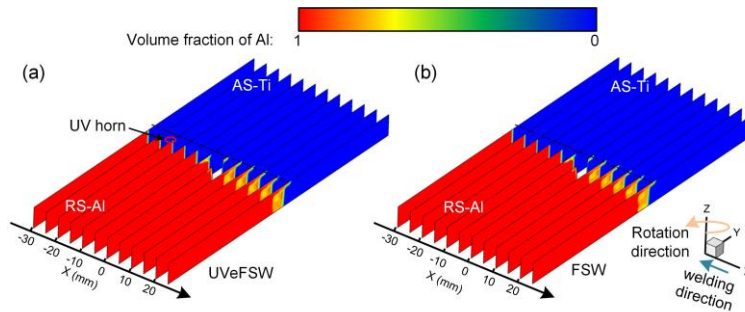 Volume fraction of Al:
1
0
(a)
AS-Ti
UV horn
RS-Al
-30
-20
-10
0
10
20
X (mm)
UVeFSW
(b)
AS-Ti
RS-Al
-30
-20
-10
0
10
20
X (mm)
FSW
Z
Y
Rotation
direction
welding
direction